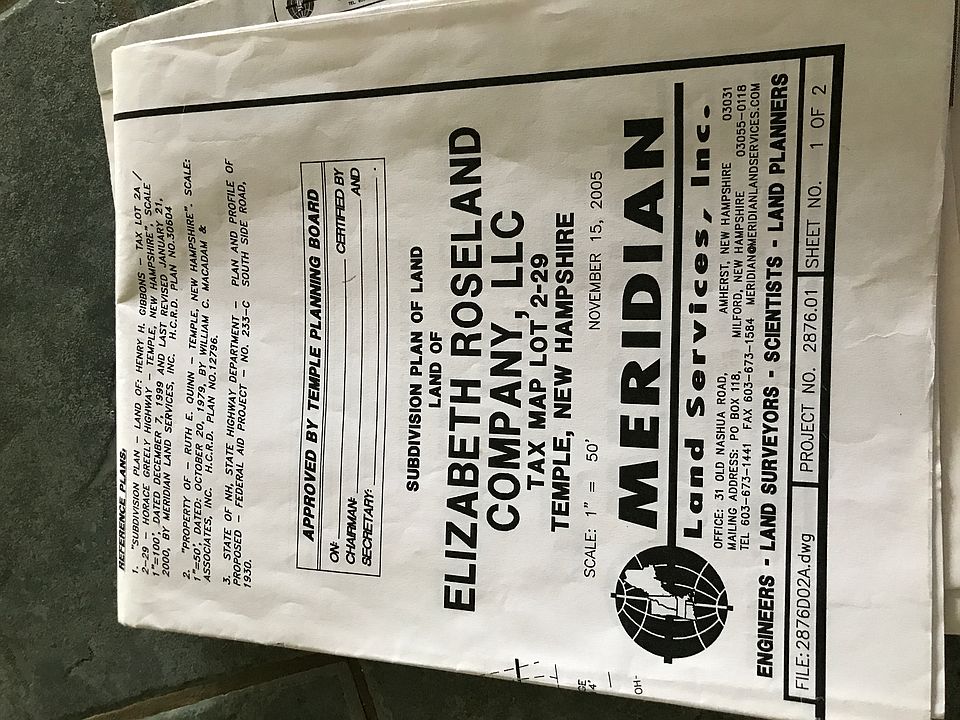 REFERENCE PLANS:
1. "SUBDIVISION PLAN - LAND OF: HENRY H. GIBBONS - TAX LOT 2A /
2-29 - HORACE GREELY HIGHWAY - TEMPLE, NEW HAMPSHIRE", SCALE
1"=100', DATED DECEMBER 7, 1999 AND LAST REVISED JANUARY 21,
2000, BY MERIDIAN LAND SERVICES, INC. H.C.R.D. PLAN NO.30604
2. "PROPERTY OF - RUTH E. QUINN - TEMPLE, NEW HAMPSHIRE". SCALE:
1"=50', DATED: OCTOBER 20, 1979, BY WILLIAM C. MACADAM &
ASSOCIATES, INC. H.C.R.D. PLAN NO.12796.
3. STATE OF NH. STATE HIGHWAY DEPARTMENT - PLAN AND PROFILE OF
PROPOSED - FEDERAL AID PROJECT - NO. 233-C SOUTH SIDE ROAD,
1930.
APPROVED BY TEMPLE PLANNING BOARD
ON: CERTIFIED BY
CHAIRMAN: AND
SECRETARY: .
SUBDIVISION PLAN OF LAND
LAND OF
ELIZABETH ROSELAND
COMPANY, LLC
TAX MAP LOT 2-29
TEMPLE, NEW HAMPSHIRE
SCALE: 1" = 50' NOVEMBER 15, 2005
MERIDIAN
Land Services, Inc.
OFFICE: 31 OLD NASHUA ROAD, AMHERST, NEW HAMPSHIRE 03031
MAILING ADDRESS: PO BOX 118, MILFORD, NEW HAMPSHIRE 03055-0118
TEL 603-673-1441 FAX 603-673-1584 MERIDIAN@MERIDIANLANDSERVICES.COM
ENGINEERS - LAND SURVEYORS - SCIENTISTS - LAND PLANNERS
FILE: 2876D02A.dwg PROJECT NO. 2876.01 SHEET NO. 1 OF 2
OH-